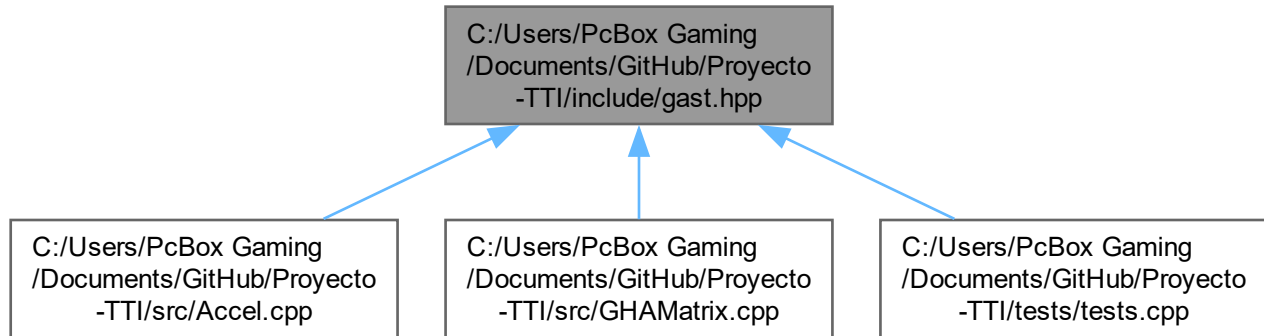 C:/Users/PcBox Gaming
/Documents/GitHub/Proyecto
-TTI/include/gast.hpp
C:/Users/PcBox Gaming
/Documents/GitHub/Proyecto
-TTI/src/Accel.cpp
C:/Users/PcBox Gaming
/Documents/GitHub/Proyecto
-TTI/src/GHAMatrix.cpp
C:/Users/PcBox Gaming
/Documents/GitHub/Proyecto
-TTI/tests/tests.cpp